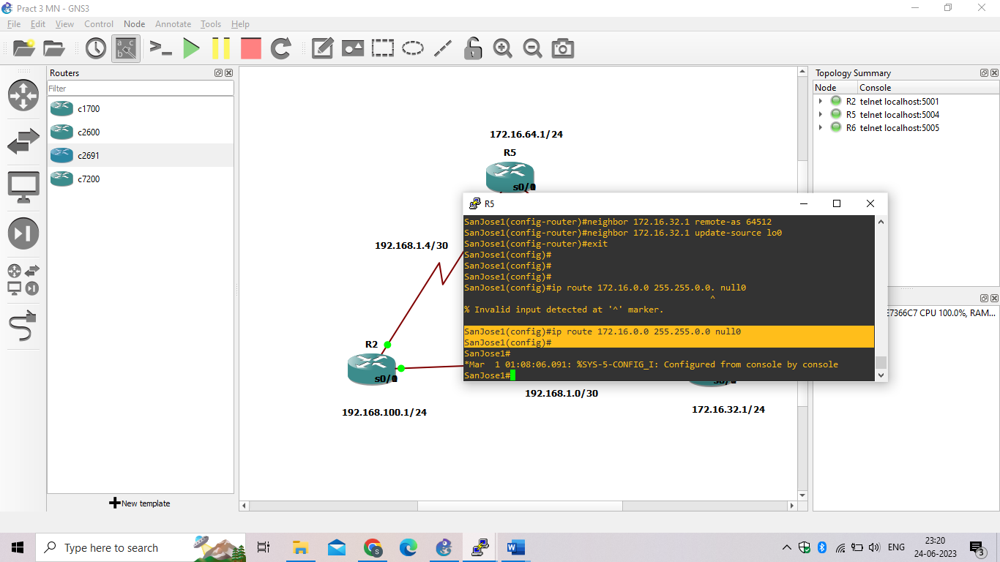 Pract 3 MN - GNS3
File Edit View Control Node Annotate Tools Help
Routers
Filter
c1700
c2600
c2691
c7200
New template
172.16.64.1/24
R5
s0/0
192.168.1.4/30
R2
s0/0
192.168.100.1/24
192.168.1.0/30
172.16.32.1/24
R5
SanJose1(config-router)#neighbor 172.16.32.1 remote-as 64512
SanJose1(config-router)#neighbor 172.16.32.1 update-source lo0
SanJose1(config-router)#exit
SanJose1(config)#
SanJose1(config)#
SanJose1(config)#
SanJose1(config)#ip route 172.16.0.0 255.255.0.0. null0
^
% Invalid input detected at '^' marker.
SanJose1(config)#ip route 172.16.0.0 255.255.0.0 null0
SanJose1(config)#
SanJose1#
*Mar  1 01:08:06.091: %SYS-5-CONFIG_I: Configured from console by console
SanJose1#
Topology Summary
Node Console
R2 telnet localhost:5001
R5 telnet localhost:5004
R6 telnet localhost:5005
E7366C7 CPU 100.0%, RAM...
Type here to search
ENG
23:20
24-06-2023
3